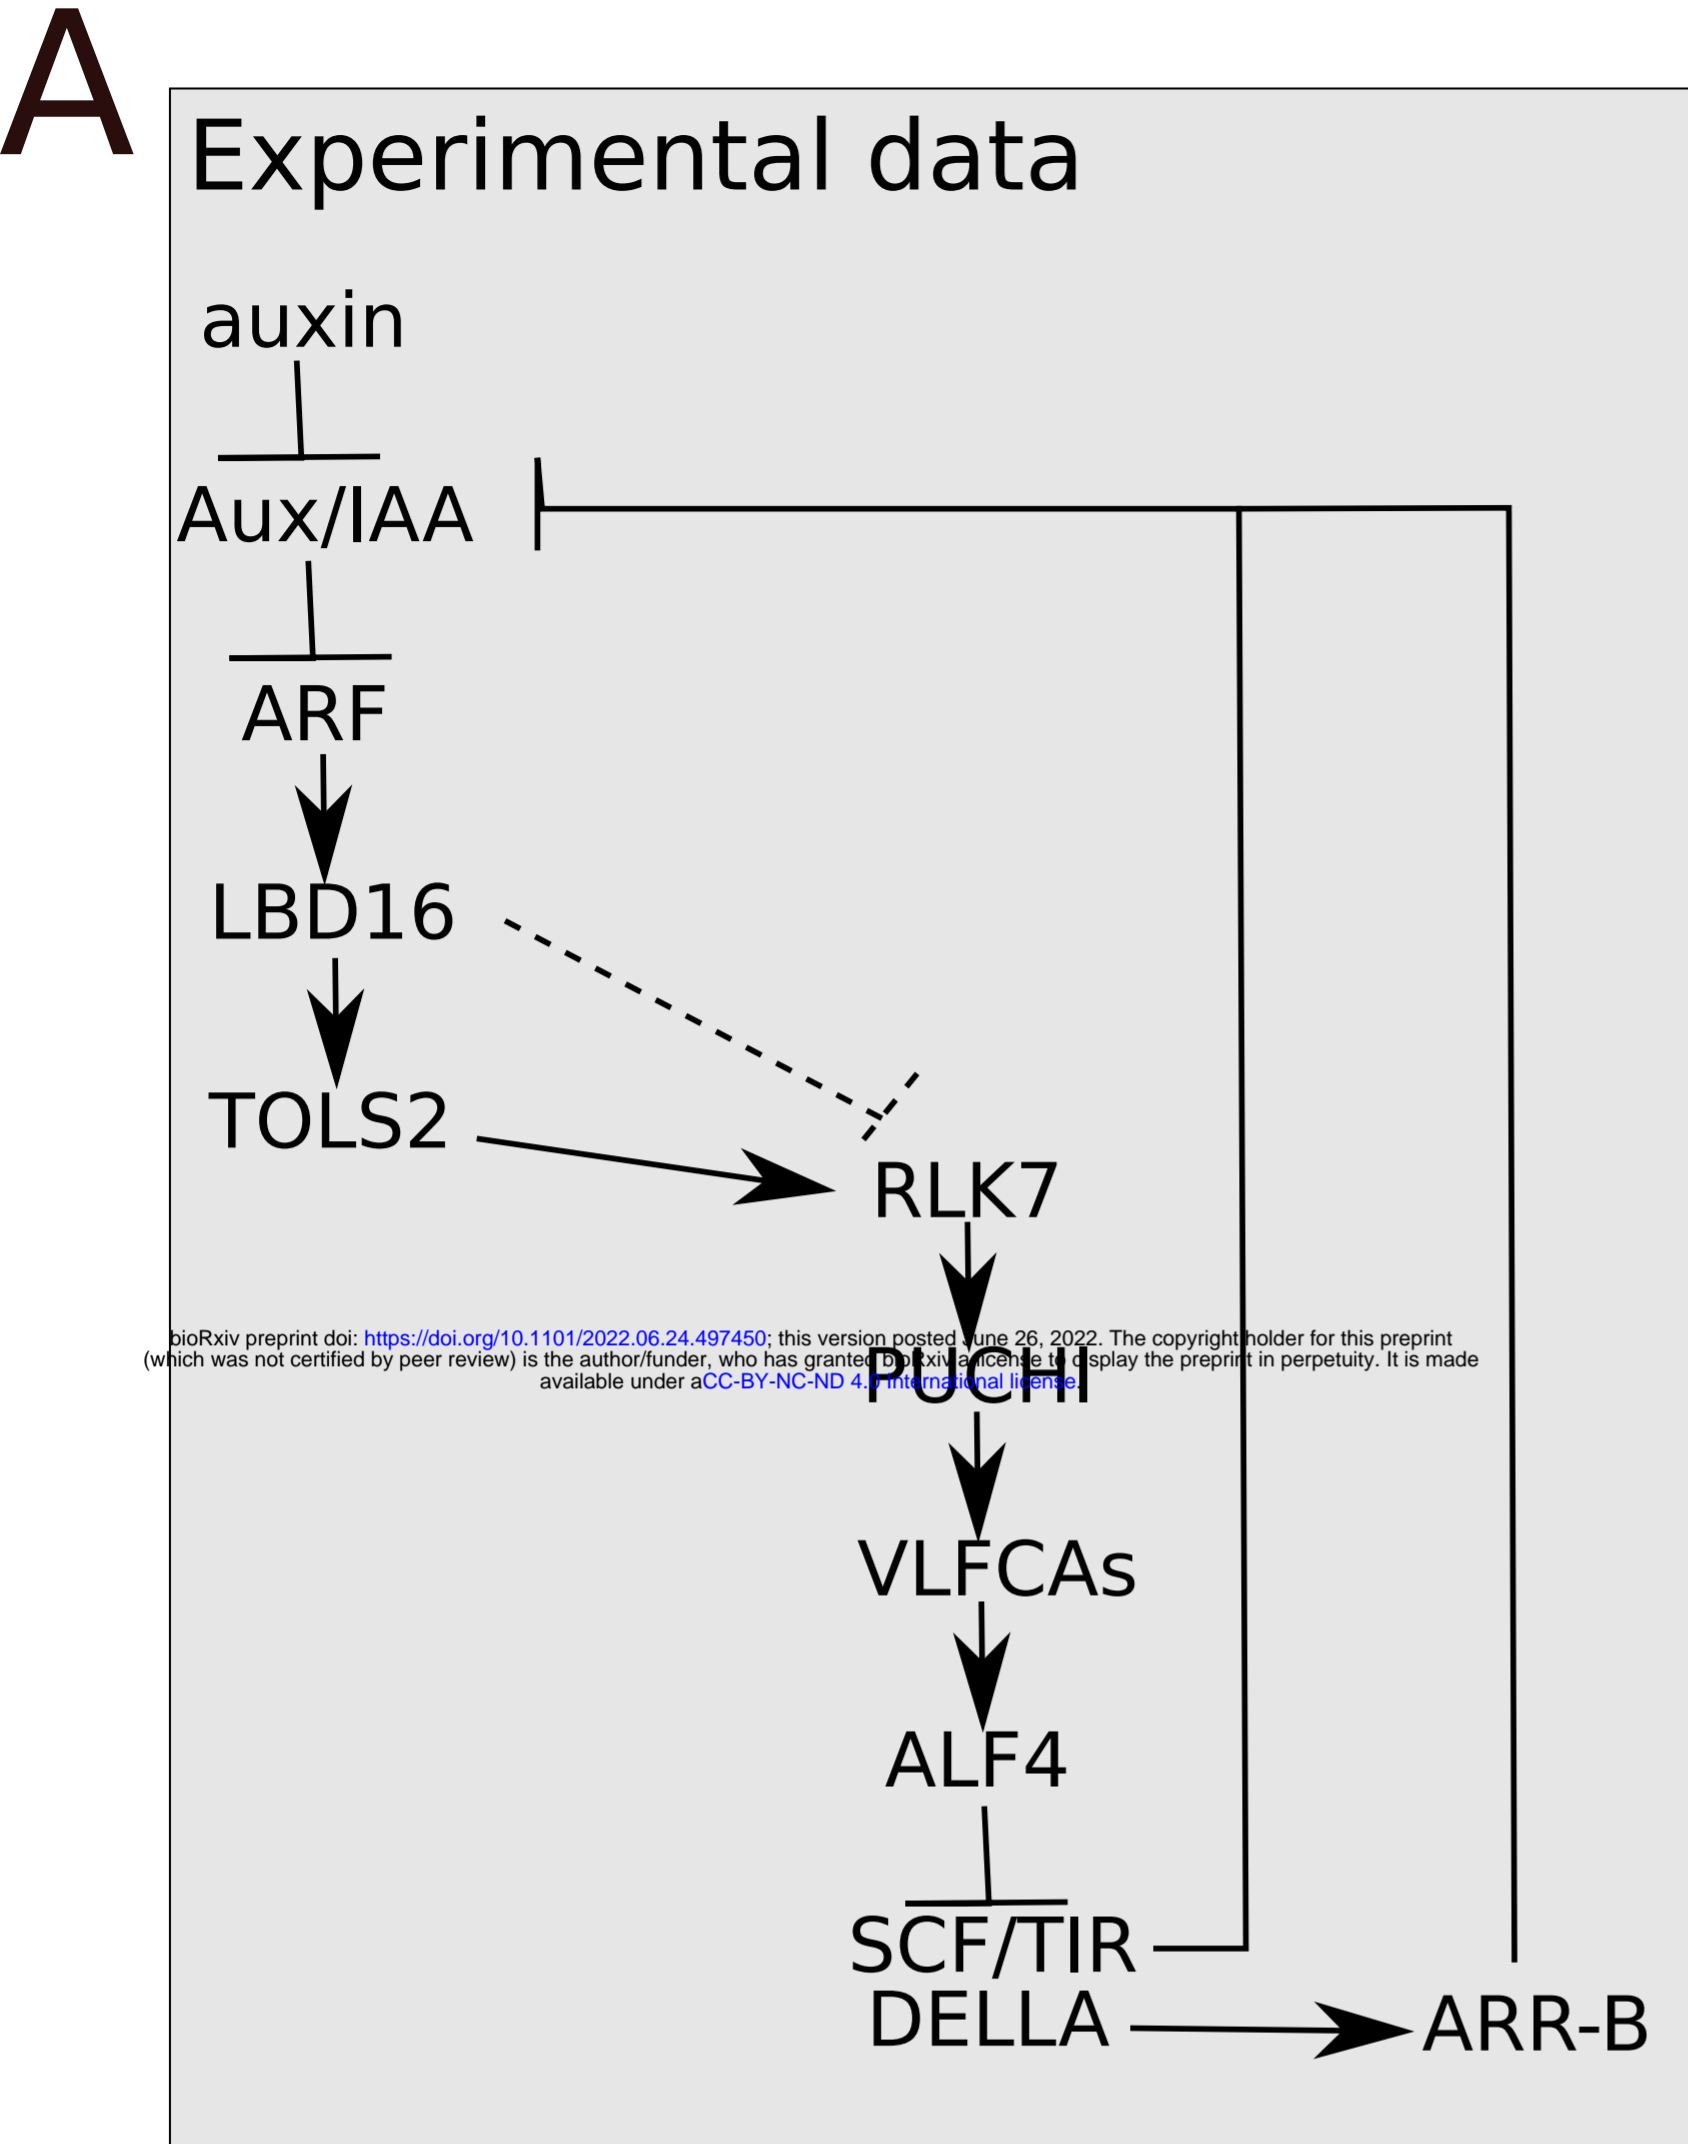 A
Experimental data
auxin
Aux/IAA
ARF
LBD16
TOLS2
RLK7
bioRxiv preprint doi: https://doi.org/10.1101/2022.06.24.497450; this version posted June 26, 2022. The copyright holder for this preprint
(which was not certified by peer review) is the author/funder, who has granted bioRxiv a license to display the preprint in perpetuity. It is made
available under aCC-BY-NC-ND 4.0 International license.
PUCHI
VLFCAs
ALF4
SCF/TIR
DELLA
ARR-B